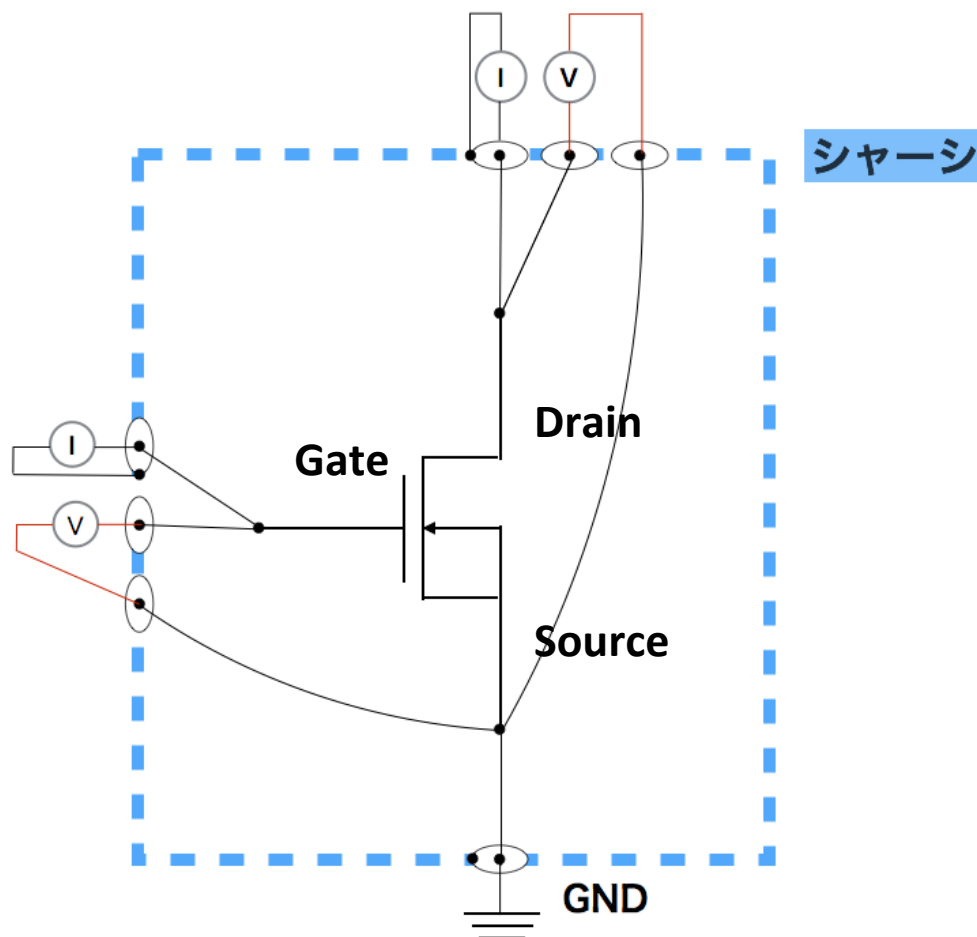 I
V
シャーシ
I
Gate
Drain
V
Source
GND